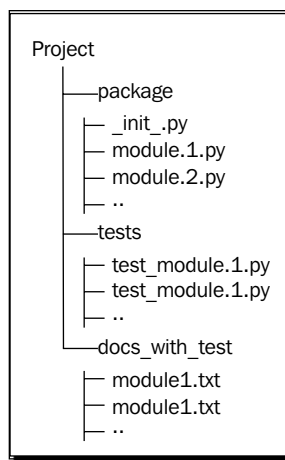 Project
package
_init_.py
module.1.py
module.2.py
..
tests
test_module.1.py
test_module.1.py
..
docs_with_test
module1.txt
module1.txt
..